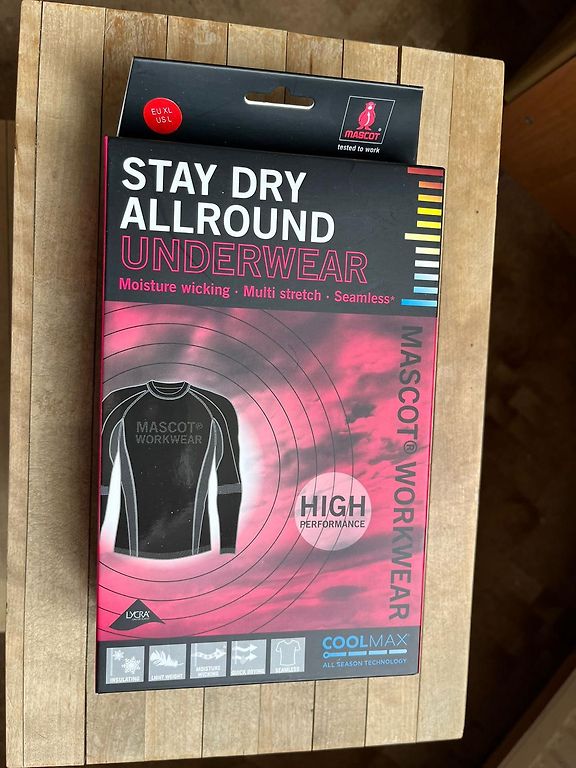 EU XL
US L
MASCOT®
tested to work
STAY DRY
ALLROUND
UNDERWEAR
Moisture wicking · Multi stretch · Seamless*
MASCOT® WORKWEAR
MASCOT®
WORKWEAR
HIGH
PERFORMANCE
LYCRA
INSULATING
LIGHT WEIGHT
MOISTURE
WICKING
QUICK DRYING
SEAMLESS
COOLMAX®
ALL SEASON TECHNOLOGY